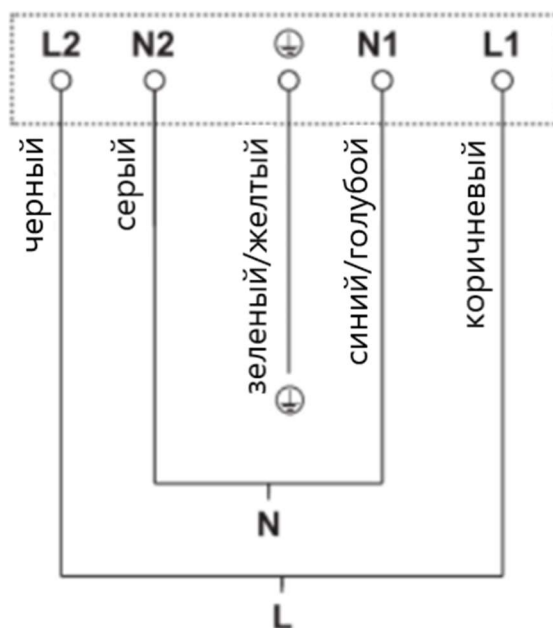 L2 N2 N1 L1
черный
серый
зеленый/желтый
синий/голубой
коричневый
N
L